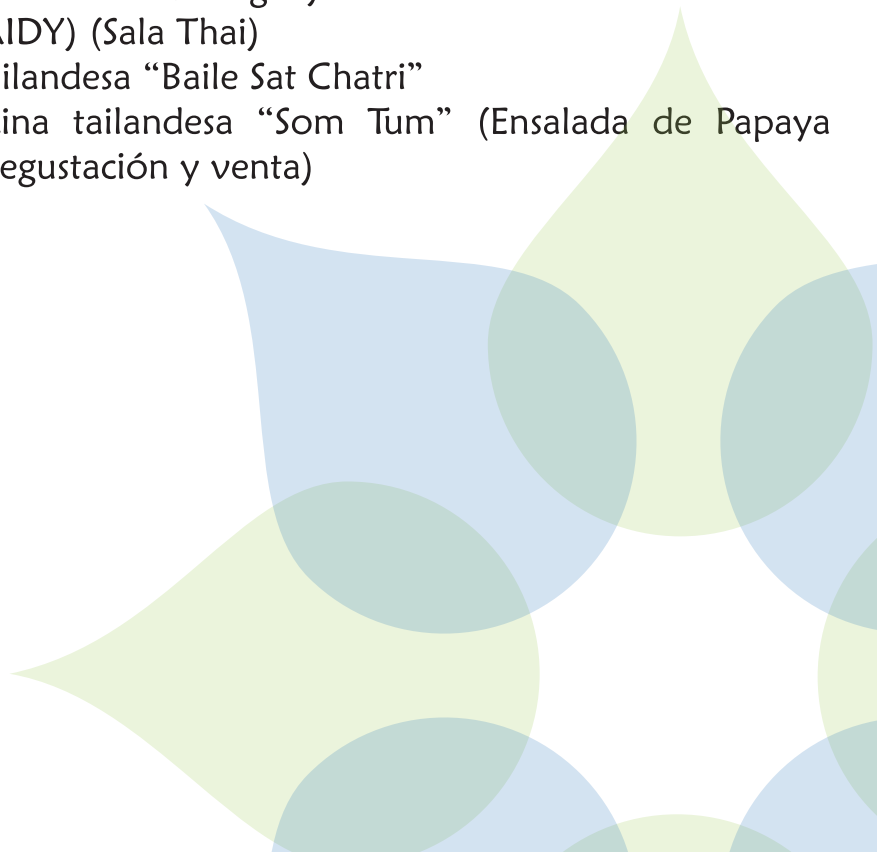 AIDY) (Sala Thai)
ilandesa “Baile Sat Chatri”
ina tailandesa “Som Tum” (Ensalada de Papaya
egustación y venta)